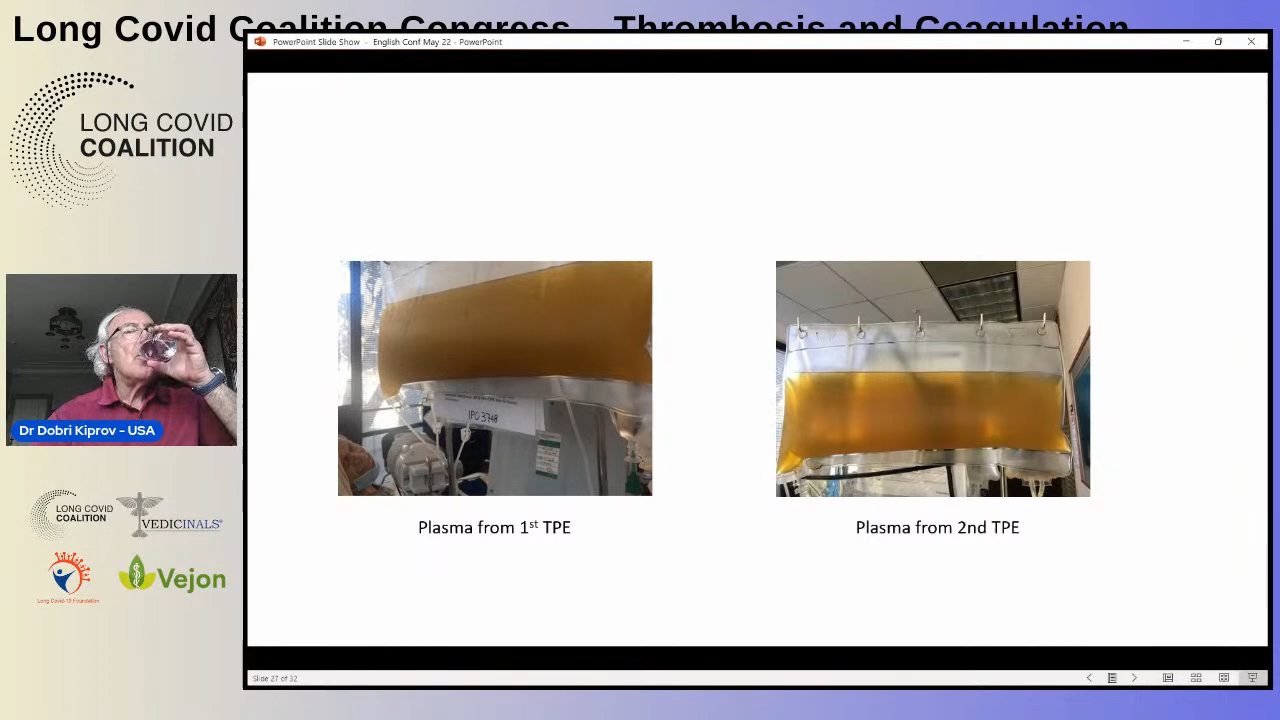 Long Covid Coalition Congress – Thrombosis and Coagulation
PowerPoint Slide Show - English Conf May 22 - PowerPoint
LONG COVID
COALITION
IPO 3748
Plasma from 1st TPE
Plasma from 2nd TPE
Dr Dobri Kiprov - USA
LONG COVID
COALITION
VEDICINALS®
Long Covid-19 Foundation
Vejon
Slide 27 of 32